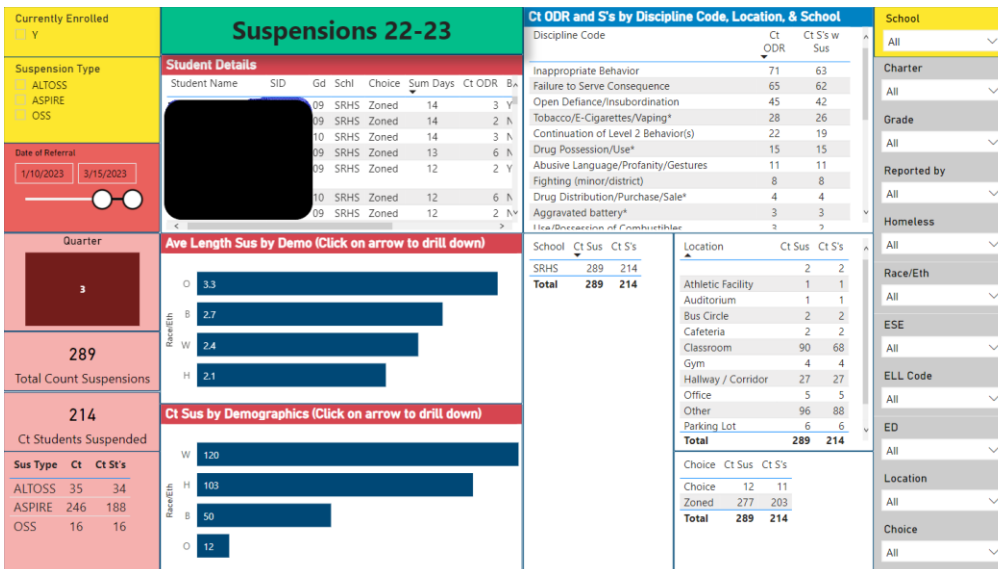 Currently Enrolled
Y
Suspension Type
ALTOSS
ASPIRE
OSS
Date of Referral
1/10/2023 3/15/2023
Quarter
3
289
Total Count Suspensions
214
Ct Students Suspended
Sus Type Ct Ct St's
ALTOSS 35 34
ASPIRE 246 188
OSS 16 16
Suspensions 22-23
Student Details
Student Name SID Gd Schl Choice Sum Days Ct ODR
09 SRHS Zoned 14 3 Y
09 SRHS Zoned 14 2 N
10 SRHS Zoned 14 3 N
09 SRHS Zoned 13 6 N
09 SRHS Zoned 12 2 Y
10 SRHS Zoned 12 6 N
09 SRHS Zoned 12 2 N
Ave Length Sus by Demo (Click on arrow to drill down)
Race/Eth
O 3.3
B 2.7
W 2.4
H 2.1
Ct Sus by Demographics (Click on arrow to drill down)
Race/Eth
W 120
H 103
B 50
O 12
Ct ODR and S's by Discipline Code, Location, & School
Discipline Code Ct ODR Ct S's w Sus
Inappropriate Behavior 71 63
Failure to Serve Consequence 65 62
Open Defiance/Insubordination 45 42
Tobacco/E-Cigarettes/Vaping* 28 26
Continuation of Level 2 Behavior(s) 22 19
Drug Possession/Use* 15 15
Abusive Language/Profanity/Gestures 11 11
Fighting (minor/district) 8 8
Drug Distribution/Purchase/Sale* 4 4
Aggravated battery* 3 3
Use/Possession of Combustibles 3 2
School Ct Sus Ct S's
SRHS 289 214
Total 289 214
Location Ct Sus Ct S's
2 2
Athletic Facility 1 1
Auditorium 1 1
Bus Circle 2 2
Cafeteria 2 2
Classroom 90 68
Gym 4 4
Hallway / Corridor 27 27
Office 5 5
Other 96 88
Parking Lot 6 6
Total 289 214
Choice Ct Sus Ct S's
Choice 12 11
Zoned 277 203
Total 289 214
School
All
Charter
All
Grade
All
Reported by
All
Homeless
All
Race/Eth
All
ESE
All
ELL Code
All
ED
All
Location
All
Choice
All